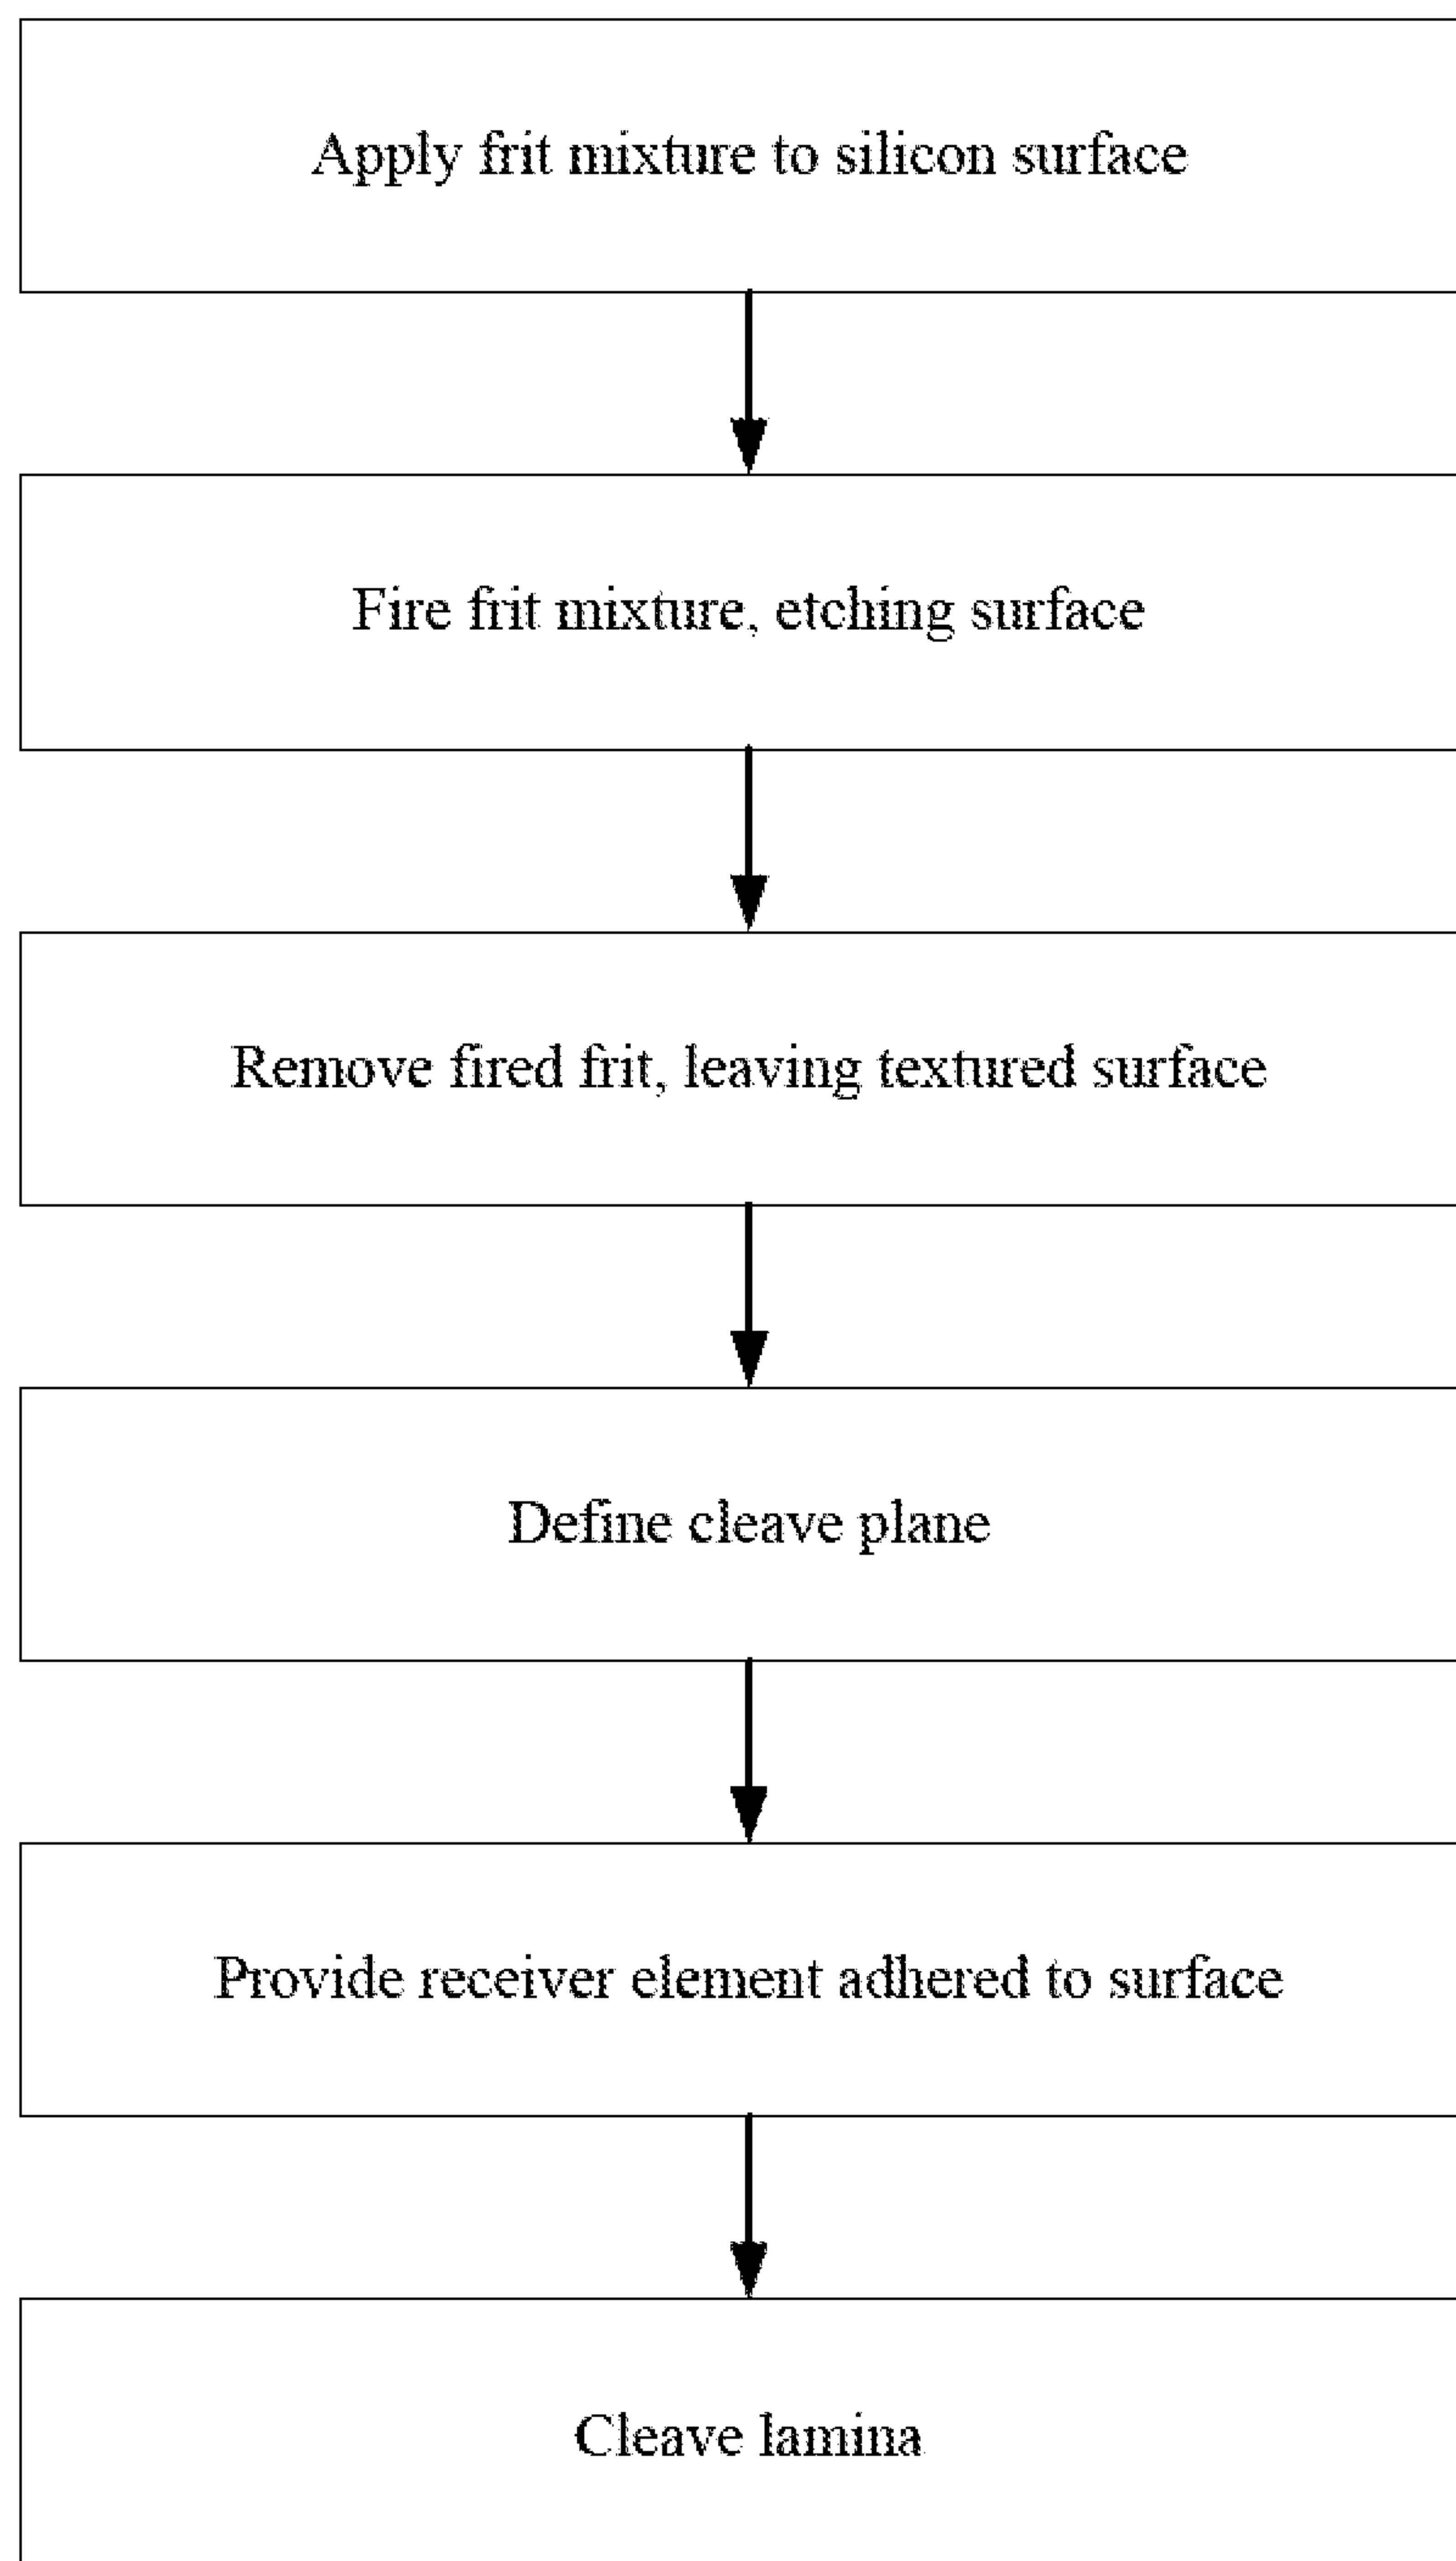 Apply frit mixture to silicon surface
Fire frit mixture, etching surface
Remove fired frit, leaving textured surface
Define cleave plane
Provide receiver element adhered to surface
Cleave lamina